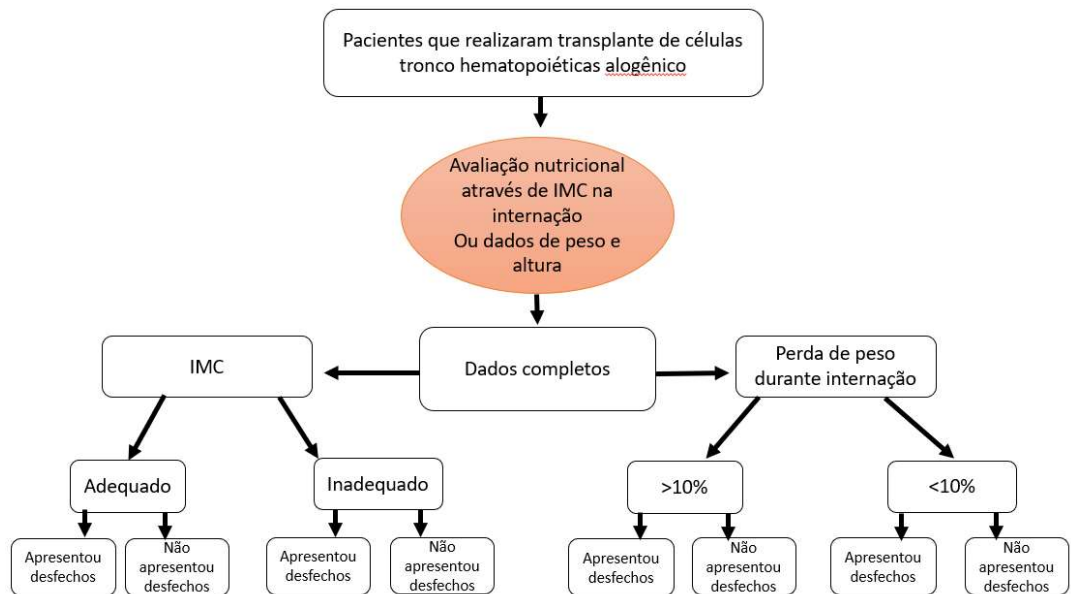 Pacientes que realizaram transplante de células
tronco hematopoiéticas alogênico
Avaliação nutricional
através de IMC na
internação
Ou dados de peso e
altura
IMC
Dados completos
Perda de peso
durante internação
Adequado
Inadequado
>10%
<10%
Apresentou
desfechos
Não
apresentou
desfechos
Apresentou
desfechos
Não
apresentou
desfechos
Apresentou
desfechos
Não
apresentou
desfechos
Apresentou
desfechos
Não
apresentou
desfechos